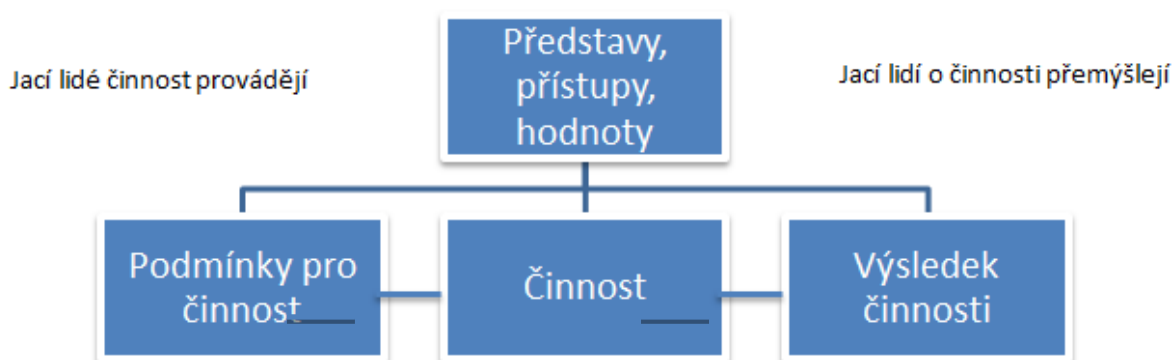 Představy,
přístupy,
hodnoty
Jací lidé činnost provádějí
Jací lidí o činnosti přemýšlejí
Podmínky pro
činnost
Činnost
Výsledek
činnosti